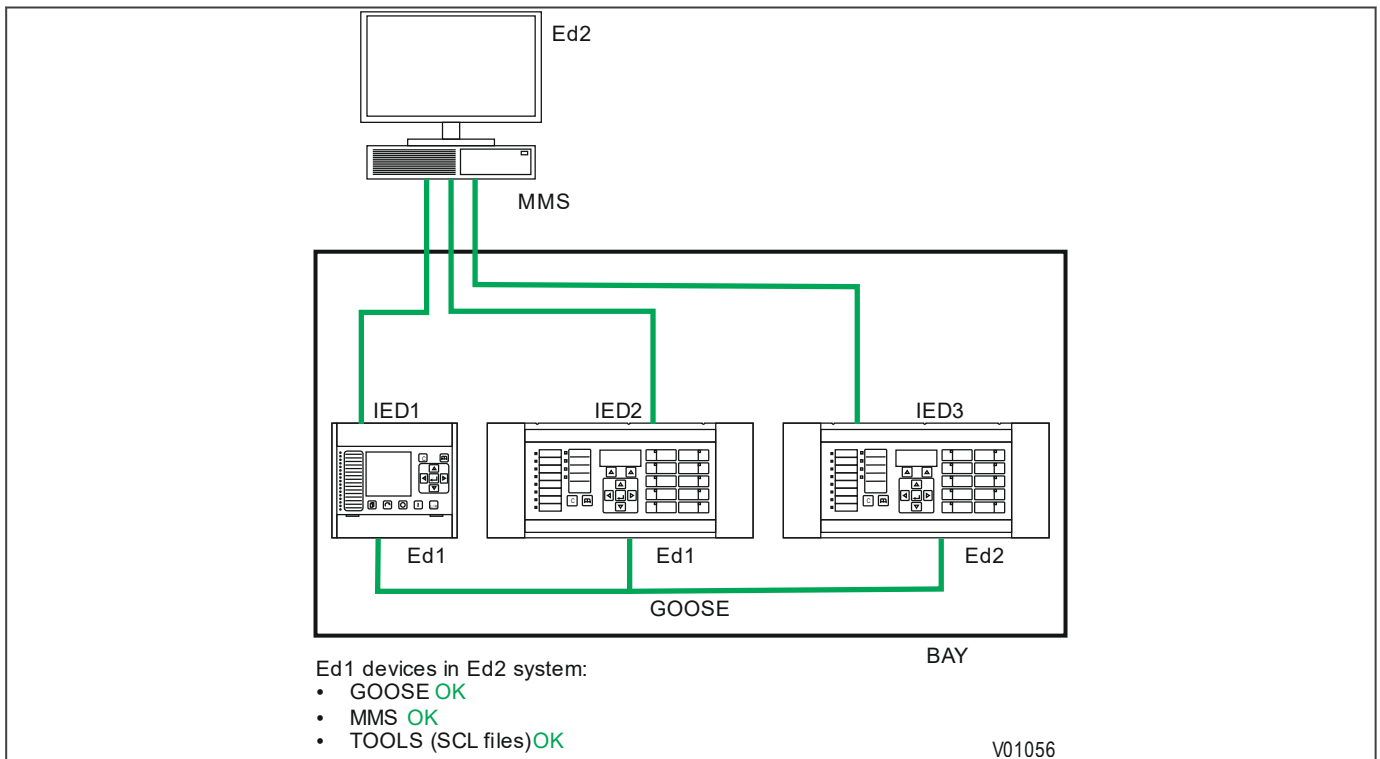 Ed2
MMS
IED1
IED2
IED3
Ed1
Ed1
Ed2
GOOSE
BAY
Ed1 devices in Ed2 system:
• GOOSE OK
• MMS OK
• TOOLS (SCL files)OK
V01056